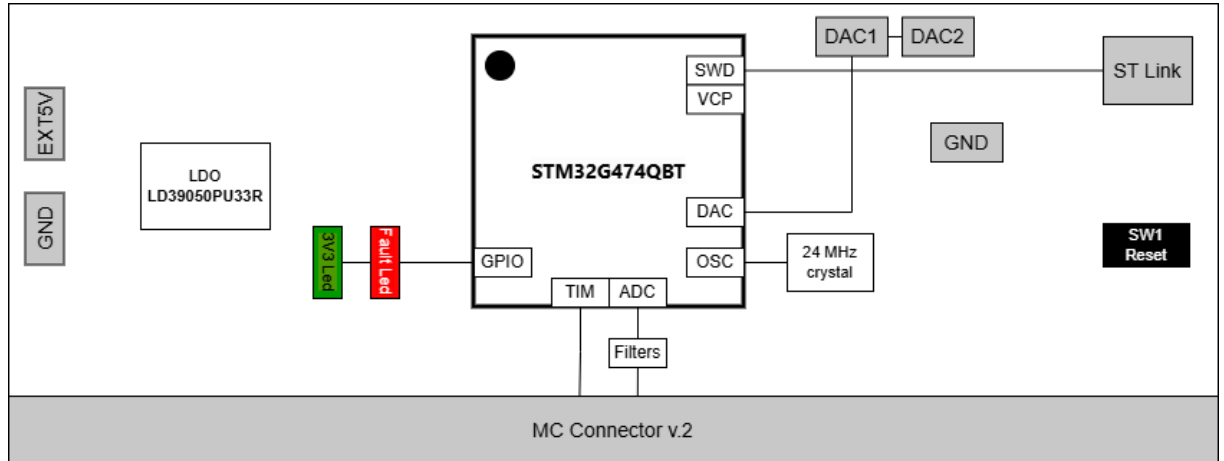 DAC1
DAC2
SWD
ST Link
VCP
EXT5V
GND
STM32G474QBT
LDO
LD39050PU33R
GND
DAC
3V3 Led
Fault Led
GPIO
OSC
24 MHz
crystal
SW1
Reset
TIM
ADC
Filters
MC Connector v.2